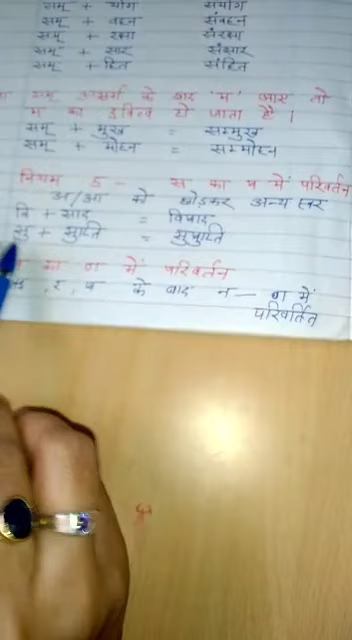 सम् + योग संयोग
सम् + वहन संवहन
सम् + रक्षा संरक्षा
सम् + सार संसार
सम् + हित संहित
सम् उपसर्ग के बाद 'म' आए तो
म का द्वित्व हो जाता है ।
सम् + मुख = सम्मुख
सम् + मोहन = सम्मोहन
नियम 5 - स का ष में परिवर्तन
अ/आ को छोड़कर अन्य स्वर
वि + साद = विषाद
सु + सुप्ति = सुषुप्ति
का ण में परिवर्तन
, र, ष के बाद न — ण में
परिवर्तित